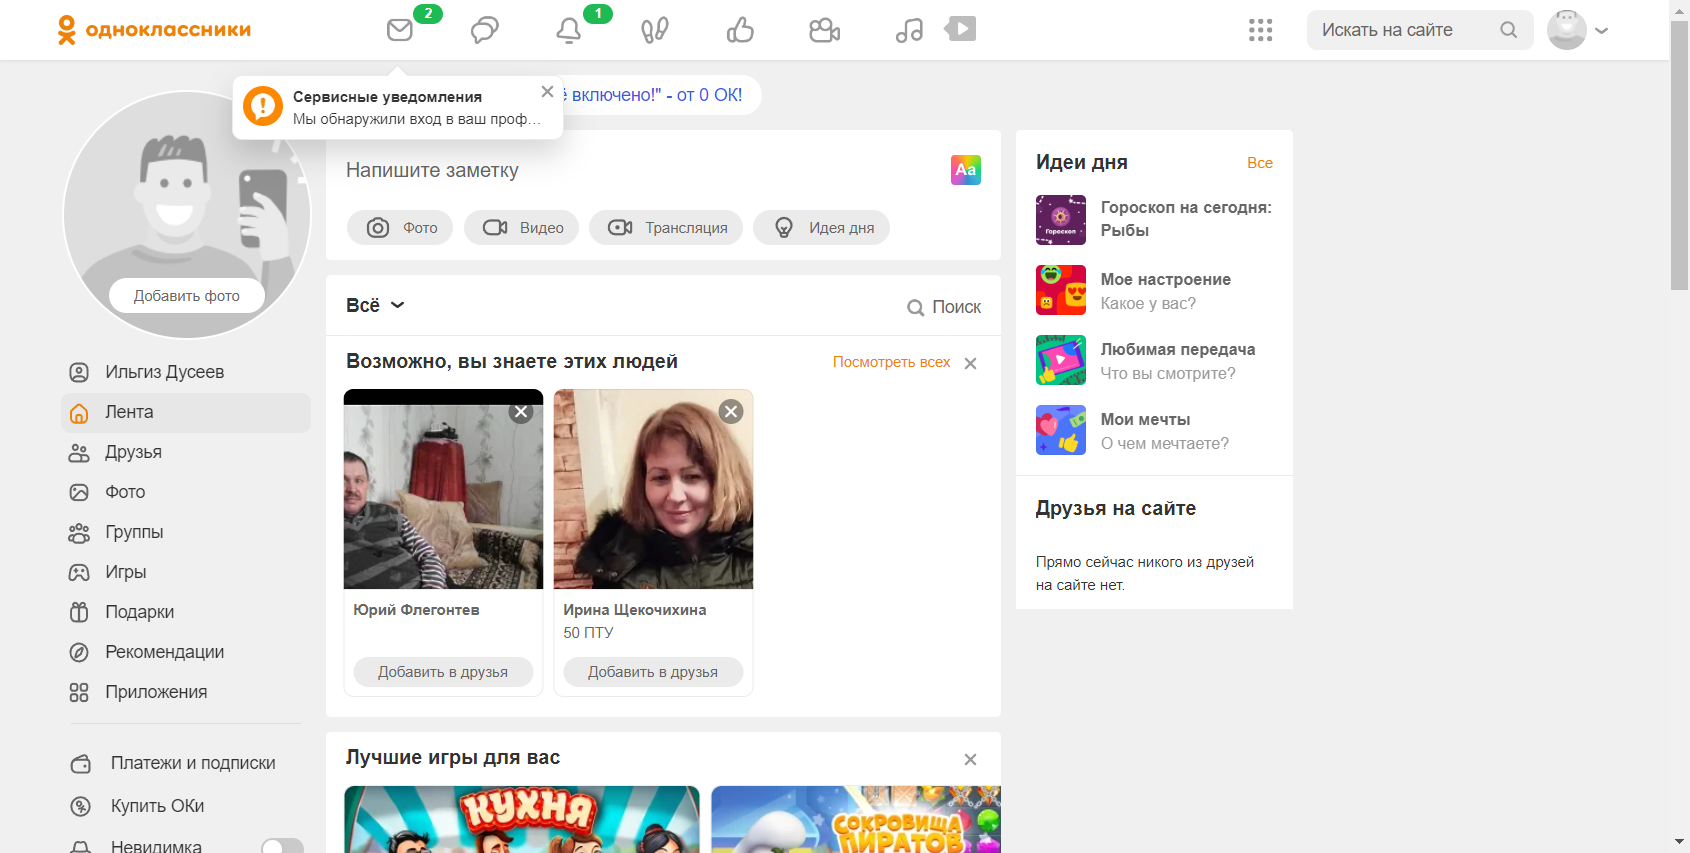 одноклассники
2
1
Искать на сайте
Сервисные уведомления
Мы обнаружили вход в ваш проф...
включено!" - от 0 ОК!
Добавить фото
Ильгиз Дусеев
Лента
Друзья
Фото
Группы
Игры
Подарки
Рекомендации
Приложения
Платежи и подписки
Купить ОКи
Невидимка
Напишите заметку
Aa
Фото
Видео
Трансляция
Идея дня
Всё
Поиск
Возможно, вы знаете этих людей
Посмотреть всех
Юрий Флегонтев
Добавить в друзья
Ирина Щекочихина
50 ПТУ
Добавить в друзья
Лучшие игры для вас
КУХНЯ
СОКРОВИЩА
ПИРАТОВ
Идеи дня
Все
Гороскоп
Гороскоп на сегодня:
Рыбы
Мое настроение
Какое у вас?
Любимая передача
Что вы смотрите?
Мои мечты
О чем мечтаете?
Друзья на сайте
Прямо сейчас никого из друзей
на сайте нет.